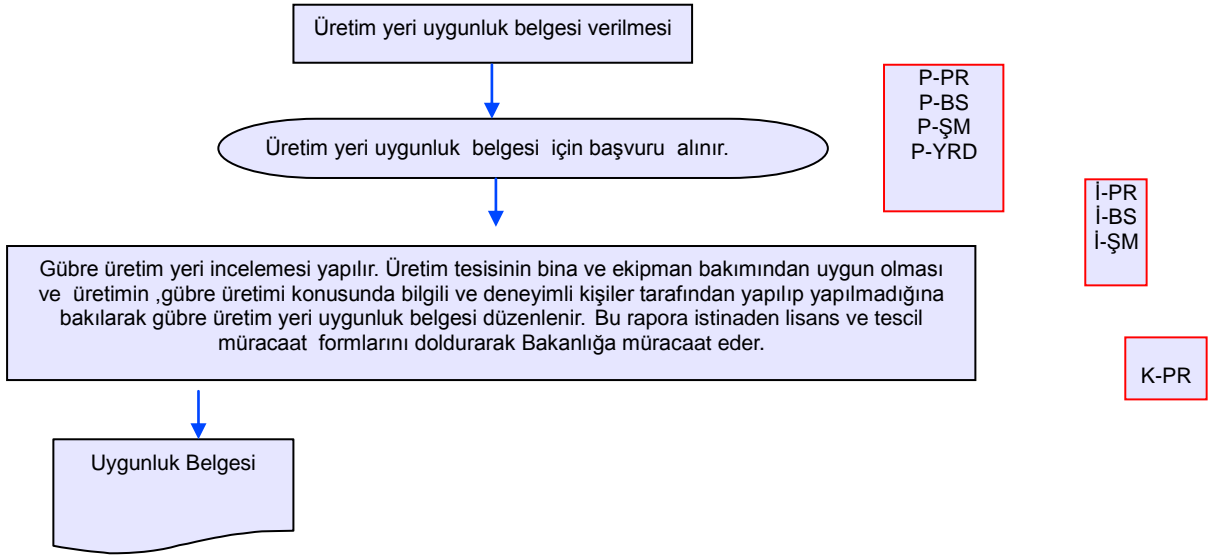 Üretim yeri uygunluk belgesi verilmesi
Üretim yeri uygunluk belgesi için başvuru alınır.
P-PR
P-BS
P-ŞM
P-YRD
İ-PR
İ-BS
İ-ŞM
Gübre üretim yeri incelemesi yapılır. Üretim tesisinin bina ve ekipman bakımından uygun olması
ve üretimin ,gübre üretimi konusunda bilgili ve deneyimli kişiler tarafından yapılıp yapılmadığına
bakılarak gübre üretim yeri uygunluk belgesi düzenlenir. Bu rapora istinaden lisans ve tescil
müracaat formlarını doldurarak Bakanlığa müracaat eder.
K-PR
Uygunluk Belgesi